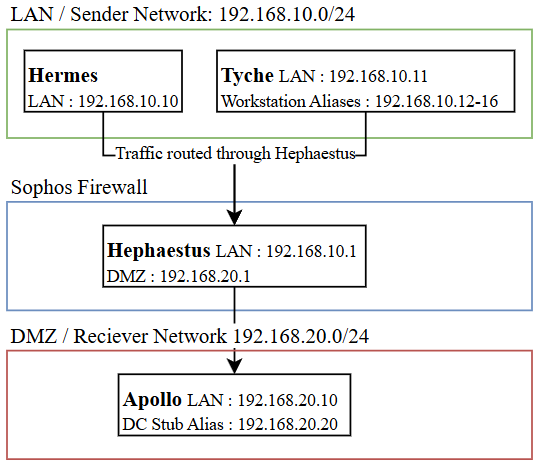 LAN / Sender Network: 192.168.10.0/24
Hermes
LAN : 192.168.10.10
Tyche LAN : 192.168.10.11
Workstation Aliases : 192.168.10.12-16
Traffic routed through Hephaestus
Sophos Firewall
Hephaestus LAN : 192.168.10.1
DMZ : 192.168.20.1
DMZ / Reciever Network 192.168.20.0/24
Apollo LAN : 192.168.20.10
DC Stub Alias : 192.168.20.20